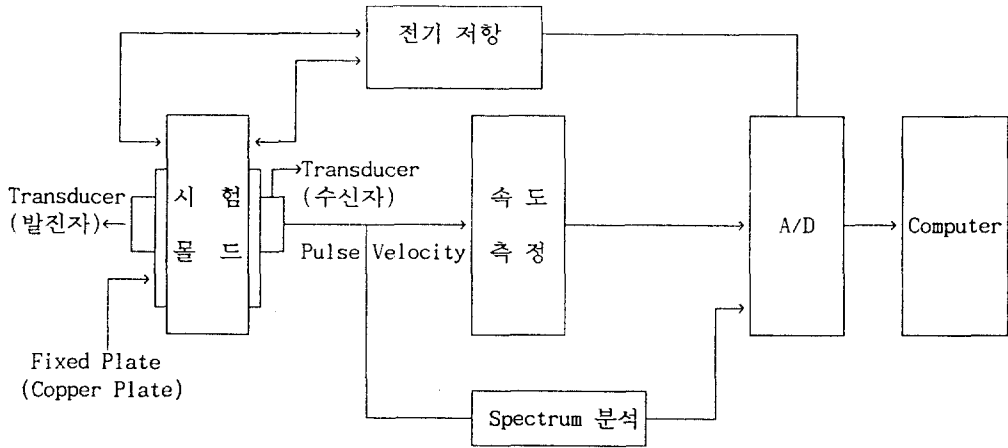 전기 저항
Transducer
(발진자)
시 험
몰 드
Transducer
(수신자)
Pulse Velocity
속 도
측 정
A/D
Computer
Fixed Plate
(Copper Plate)
Spectrum 분석